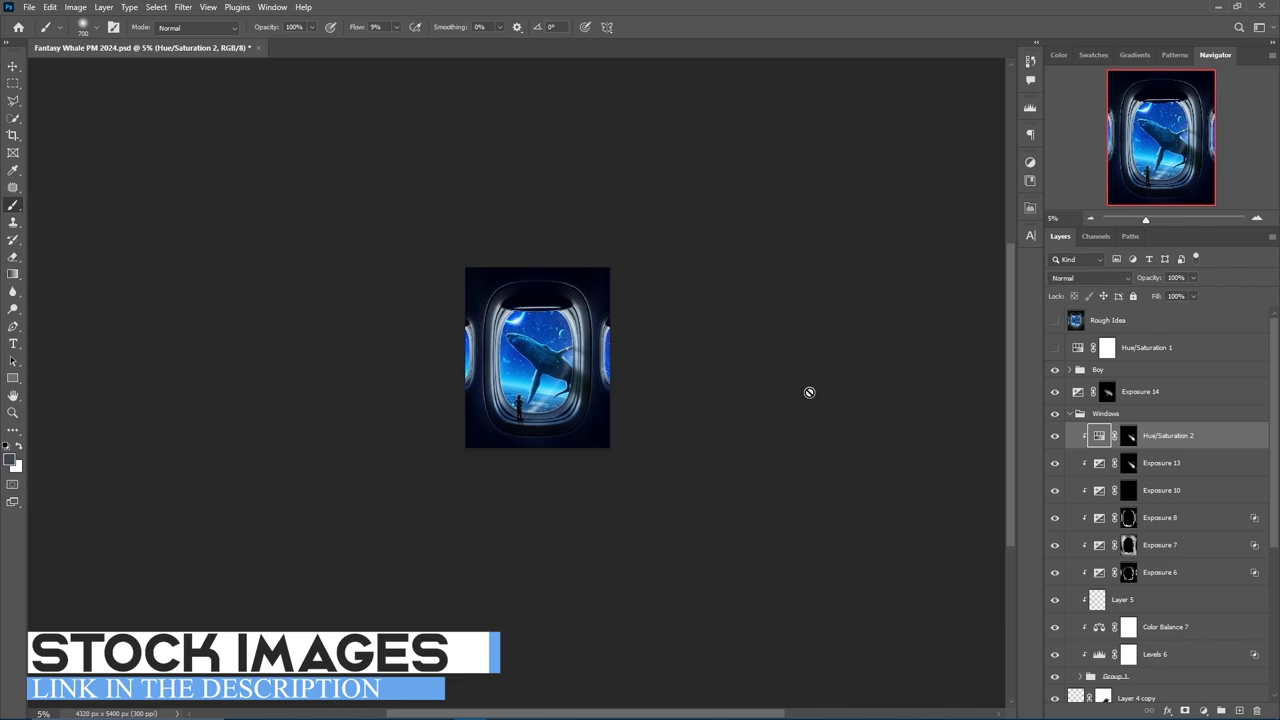 Ps File Edit Image Layer Type Select Filter View Plugins Window Help
700 Mode: Normal Opacity: 100% Flow: 9% Smoothing: 0% 0°
Fantasy Whale PM 2024.psd @ 5% (Hue/Saturation 2, RGB/8) *
Color Swatches Gradients Patterns Navigator
5%
Layers Channels Paths
Kind
Normal Opacity: 100%
Lock: Fill: 100%
Rough Idea
Hue/Saturation 1
Boy
Exposure 14
Windows
Hue/Saturation 2
Exposure 13
Exposure 10
Exposure 8
Exposure 7
Exposure 6
Layer 5
Color Balance 7
Levels 6
Group 1
Layer 4 copy
STOCK IMAGES
LINK IN THE DESCRIPTION
5% 4320 px x 5400 px (300 ppi)